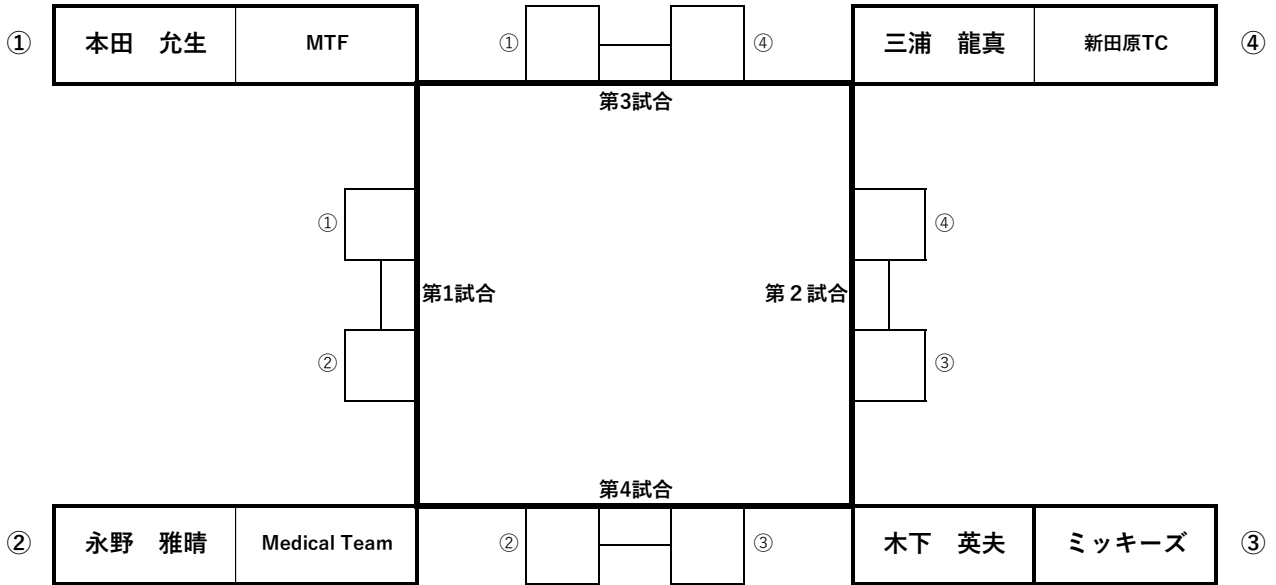 ① 本田　允生 MTF ① ④ 三浦　龍真 新田原TC ④
第3試合
① ④
第1試合 第２試合
② ③
第4試合
② 永野　雅晴 Medical Team ② ③ 木下　英夫 ミッキーズ ③